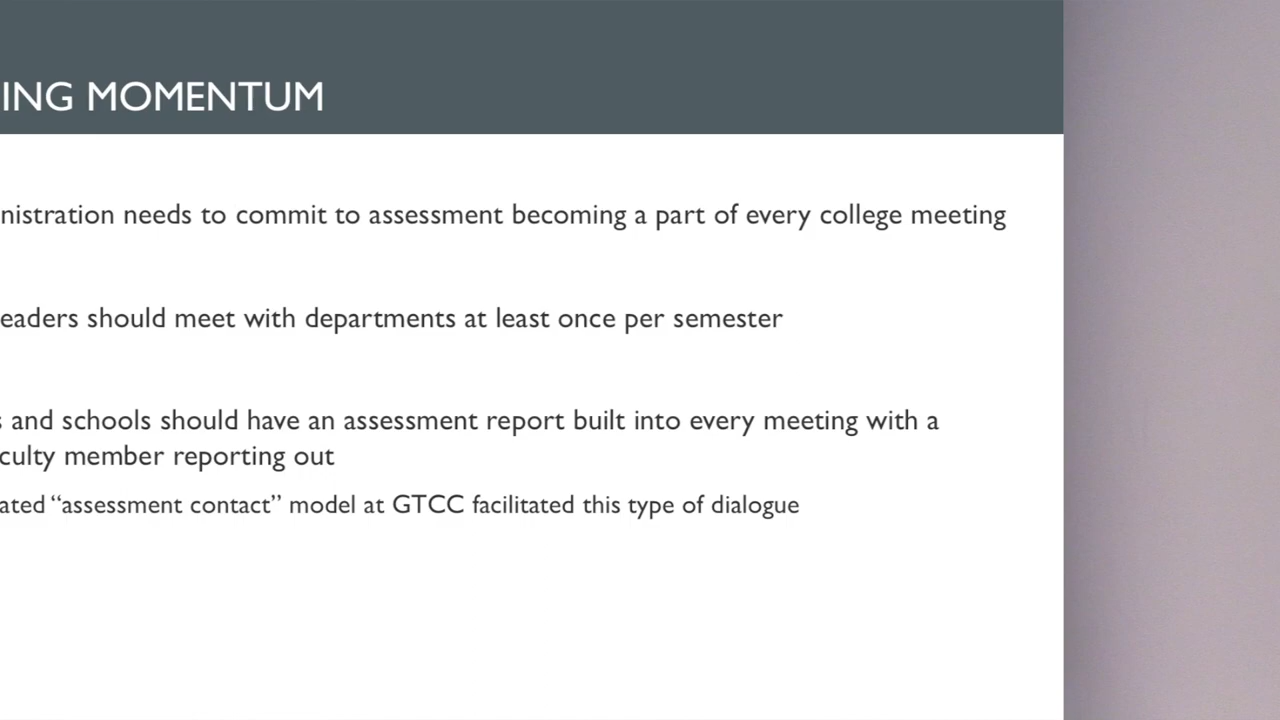 ING MOMENTUM
nistration needs to commit to assessment becoming a part of every college meeting
eaders should meet with departments at least once per semester
s and schools should have an assessment report built into every meeting with a
culty member reporting out
ated “assessment contact” model at GTCC facilitated this type of dialogue